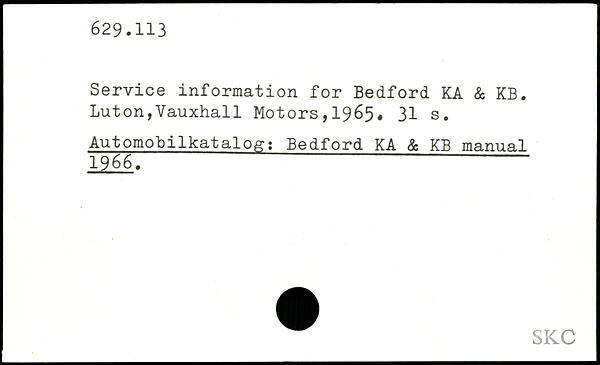 629.113
Service information for Bedford KA & KB.
Luton,Vauxhall Motors,1965. 31 s.
Automobilkatalog: Bedford KA & KB manual
1966.
SKC